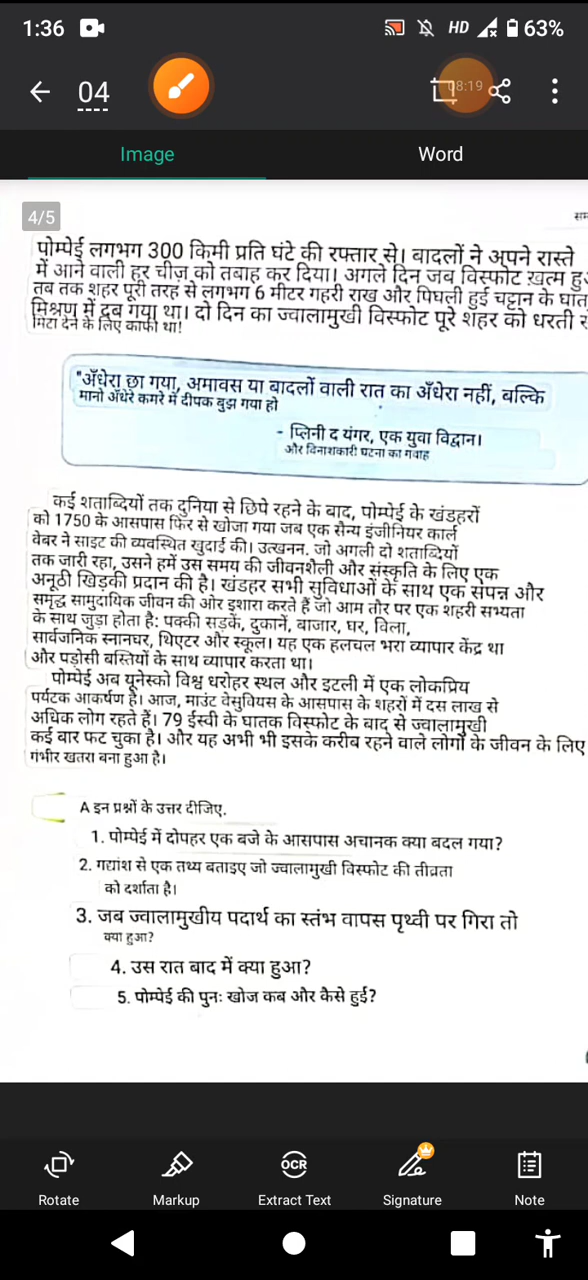 1:36
HD 63%
04
08:19
Image Word
4/5
पोम्पेई लगभग 300 किमी प्रति घंटे की रफ्तार से। बादलों ने अपने रास्ते
में आने वाली हर चीज़ को तबाह कर दिया। अगले दिन जब विस्फोट ख़त्म
तब तक शहर पूरी तरह से लगभग 6 मीटर गहरी राख और पिघली हुई चट्टान के
मिश्रण में दब गया था। दो दिन का ज्वालामुखी विस्फोट पूरे शहर को धरती
मिटा देने के लिए काफी था!
"अँधेरा छा गया, अमावस या बादलों वाली रात का अँधेरा नहीं, बल्कि
मानो अँधेरे कमरे में दीपक बुझ गया हो
- प्लिनी द यंगर, एक युवा विद्वान।
और विनाशकारी घटना का गवाह
कई शताब्दियों तक दुनिया से छिपे रहने के बाद, पोम्पेई के खंडहरों
को 1750 के आसपास फिर से खोजा गया जब एक सैन्य इंजीनियर कार्ल
वेबर ने साइट की व्यवस्थित खुदाई की। उत्खनन. जो अगली दो शताब्दियों
तक जारी रहा, उसने हमें उस समय की जीवनशैली और संस्कृति के लिए एक
अनूठी खिड़की प्रदान की है। खंडहर सभी सुविधाओं के साथ एक संपन्न और
समृद्ध सामुदायिक जीवन की ओर इशारा करते हैं जो आम तौर पर एक शहरी सभ्यता
के साथ जुड़ा होता है: पक्की सड़कें, दुकानें, बाजार, घर, विला,
सार्वजनिक स्नानघर, थिएटर और स्कूल। यह एक हलचल भरा व्यापार केंद्र था
और पड़ोसी बस्तियों के साथ व्यापार करता था।
पोम्पेई अब यूनेस्को विश्व धरोहर स्थल और इटली में एक लोकप्रिय
पर्यटक आकर्षण है। आज, माउंट वेसुवियस के आसपास के शहरों में दस लाख से
अधिक लोग रहते हैं। 79 ईस्वी के घातक विस्फोट के बाद से ज्वालामुखी
कई बार फट चुका है। और यह अभी भी इसके करीब रहने वाले लोगों के जीवन के लिए
गंभीर खतरा बना हुआ है।
A इन प्रश्नों के उत्तर दीजिए.
1. पोम्पेई में दोपहर एक बजे के आसपास अचानक क्या बदल गया?
2. गद्यांश से एक तथ्य बताइए जो ज्वालामुखी विस्फोट की तीव्रता
को दर्शाता है।
3. जब ज्वालामुखीय पदार्थ का स्तंभ वापस पृथ्वी पर गिरा तो
क्या हुआ?
4. उस रात बाद में क्या हुआ?
5. पोम्पेई की पुनः खोज कब और कैसे हुई?
OCR
Rotate Markup Extract Text Signature Note